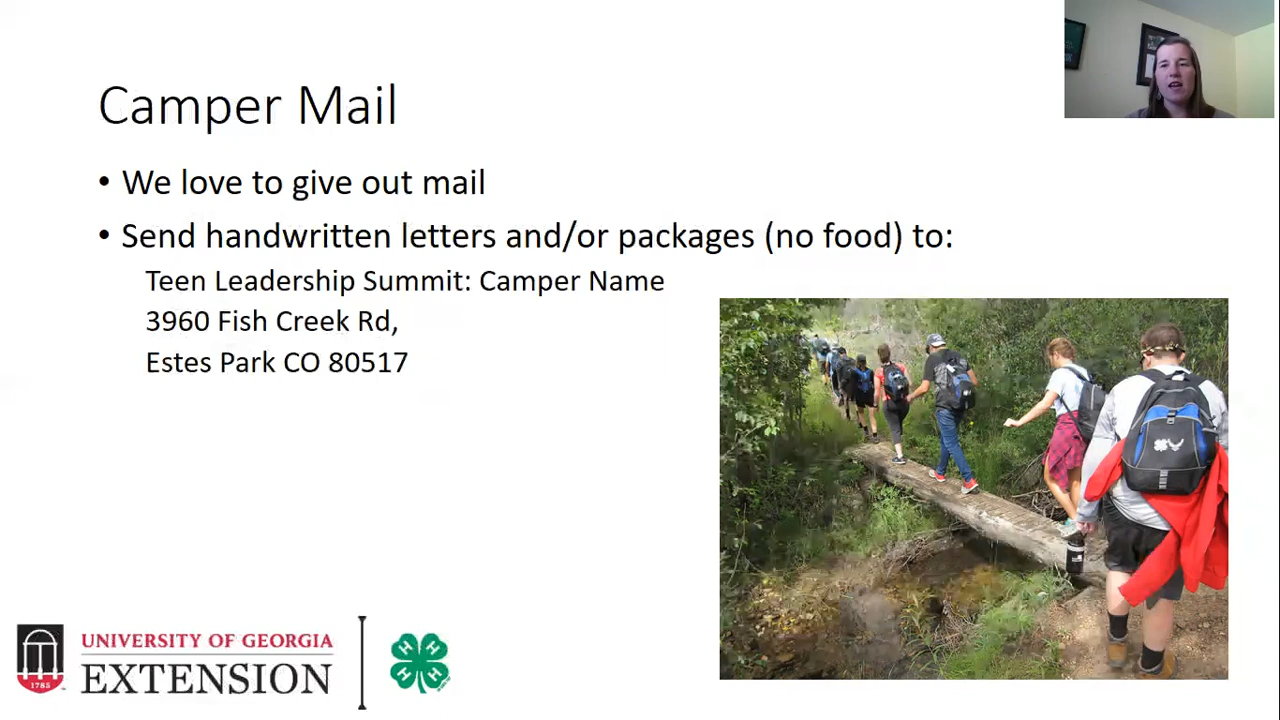 Camper Mail
• We love to give out mail
• Send handwritten letters and/or packages (no food) to:
Teen Leadership Summit: Camper Name
3960 Fish Creek Rd,
Estes Park CO 80517
UNIVERSITY OF GEORGIA
EXTENSION
1785
H H H H